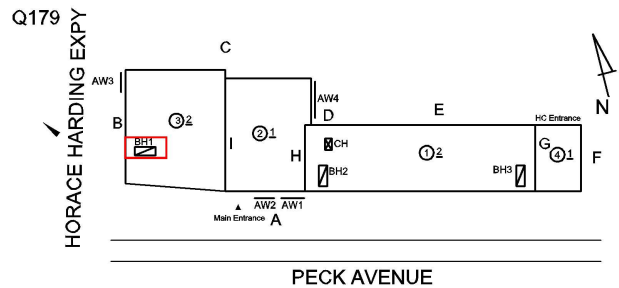 Q179
HORACE HARDING EXPY
C
AW3
AW4
B
3 2
2 1
D
E
HC Entrance
N
BH1
I
H
CH
1 2
G
4 1
F
BH2
BH3
Main Entrance
AW2
AW1
A
PECK AVENUE